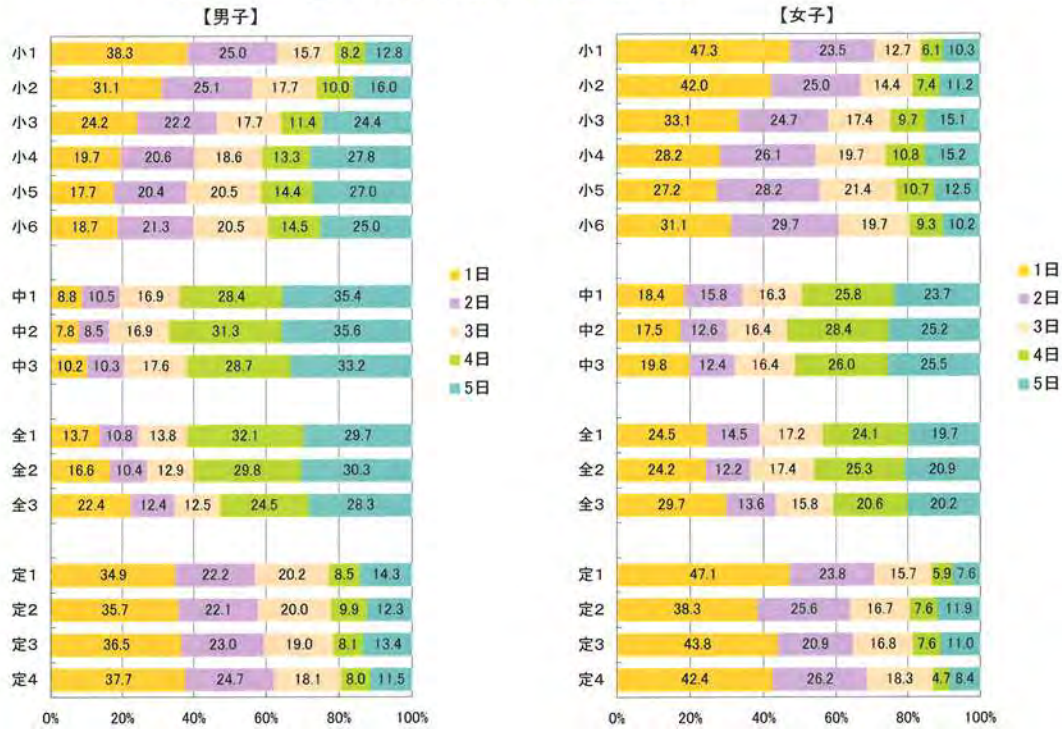 【男子】
小1 38.3 25.0 15.7 8.2 12.8
小2 31.1 25.1 17.7 10.0 16.0
小3 24.2 22.2 17.7 11.4 24.4
小4 19.7 20.6 18.6 13.3 27.8
小5 17.7 20.4 20.5 14.4 27.0
小6 18.7 21.3 20.5 14.5 25.0
中1 8.8 10.5 16.9 28.4 35.4
中2 7.8 8.5 16.9 31.3 35.6
中3 10.2 10.3 17.6 28.7 33.2
全1 13.7 10.8 13.8 32.1 29.7
全2 16.6 10.4 12.9 29.8 30.3
全3 22.4 12.4 12.5 24.5 28.3
定1 34.9 22.2 20.2 8.5 14.3
定2 35.7 22.1 20.0 9.9 12.3
定3 36.5 23.0 19.0 8.1 13.4
定4 37.7 24.7 18.1 8.0 11.5
0% 20% 40% 60% 80% 100%
1日
2日
3日
4日
5日
【女子】
小1 47.3 23.5 12.7 6.1 10.3
小2 42.0 25.0 14.4 7.4 11.2
小3 33.1 24.7 17.4 9.7 15.1
小4 28.2 26.1 19.7 10.8 15.2
小5 27.2 28.2 21.4 10.7 12.5
小6 31.1 29.7 19.7 9.3 10.2
中1 18.4 15.8 16.3 25.8 23.7
中2 17.5 12.6 16.4 28.4 25.2
中3 19.8 12.4 16.4 26.0 25.5
全1 24.5 14.5 17.2 24.1 19.7
全2 24.2 12.2 17.4 25.3 20.9
全3 29.7 13.6 15.8 20.6 20.2
定1 47.1 23.8 15.7 5.9 7.6
定2 38.3 25.6 16.7 7.6 11.9
定3 43.8 20.9 16.8 7.6 11.0
定4 42.4 26.2 18.3 4.7 8.4
0% 20% 40% 60% 80% 100%
1日
2日
3日
4日
5日